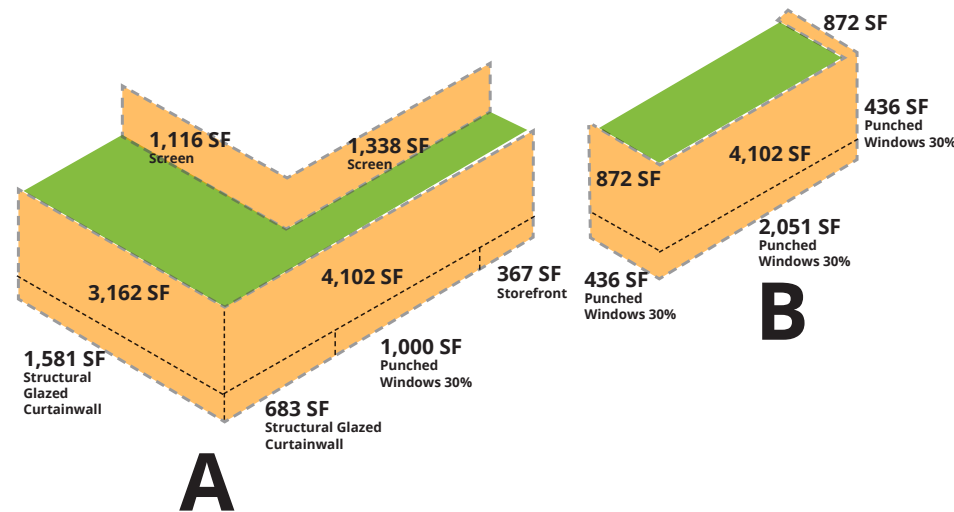 1,116 SF
Screen
1,338 SF
Screen
3,162 SF
4,102 SF
1,581 SF
Structural
Glazed
Curtainwall
683 SF
Structural Glazed
Curtainwall
1,000 SF
Punched
Windows 30%
367 SF
Storefront
A
872 SF
436 SF
Punched
Windows 30%
4,102 SF
872 SF
2,051 SF
Punched
Windows 30%
436 SF
Punched
Windows 30%
B